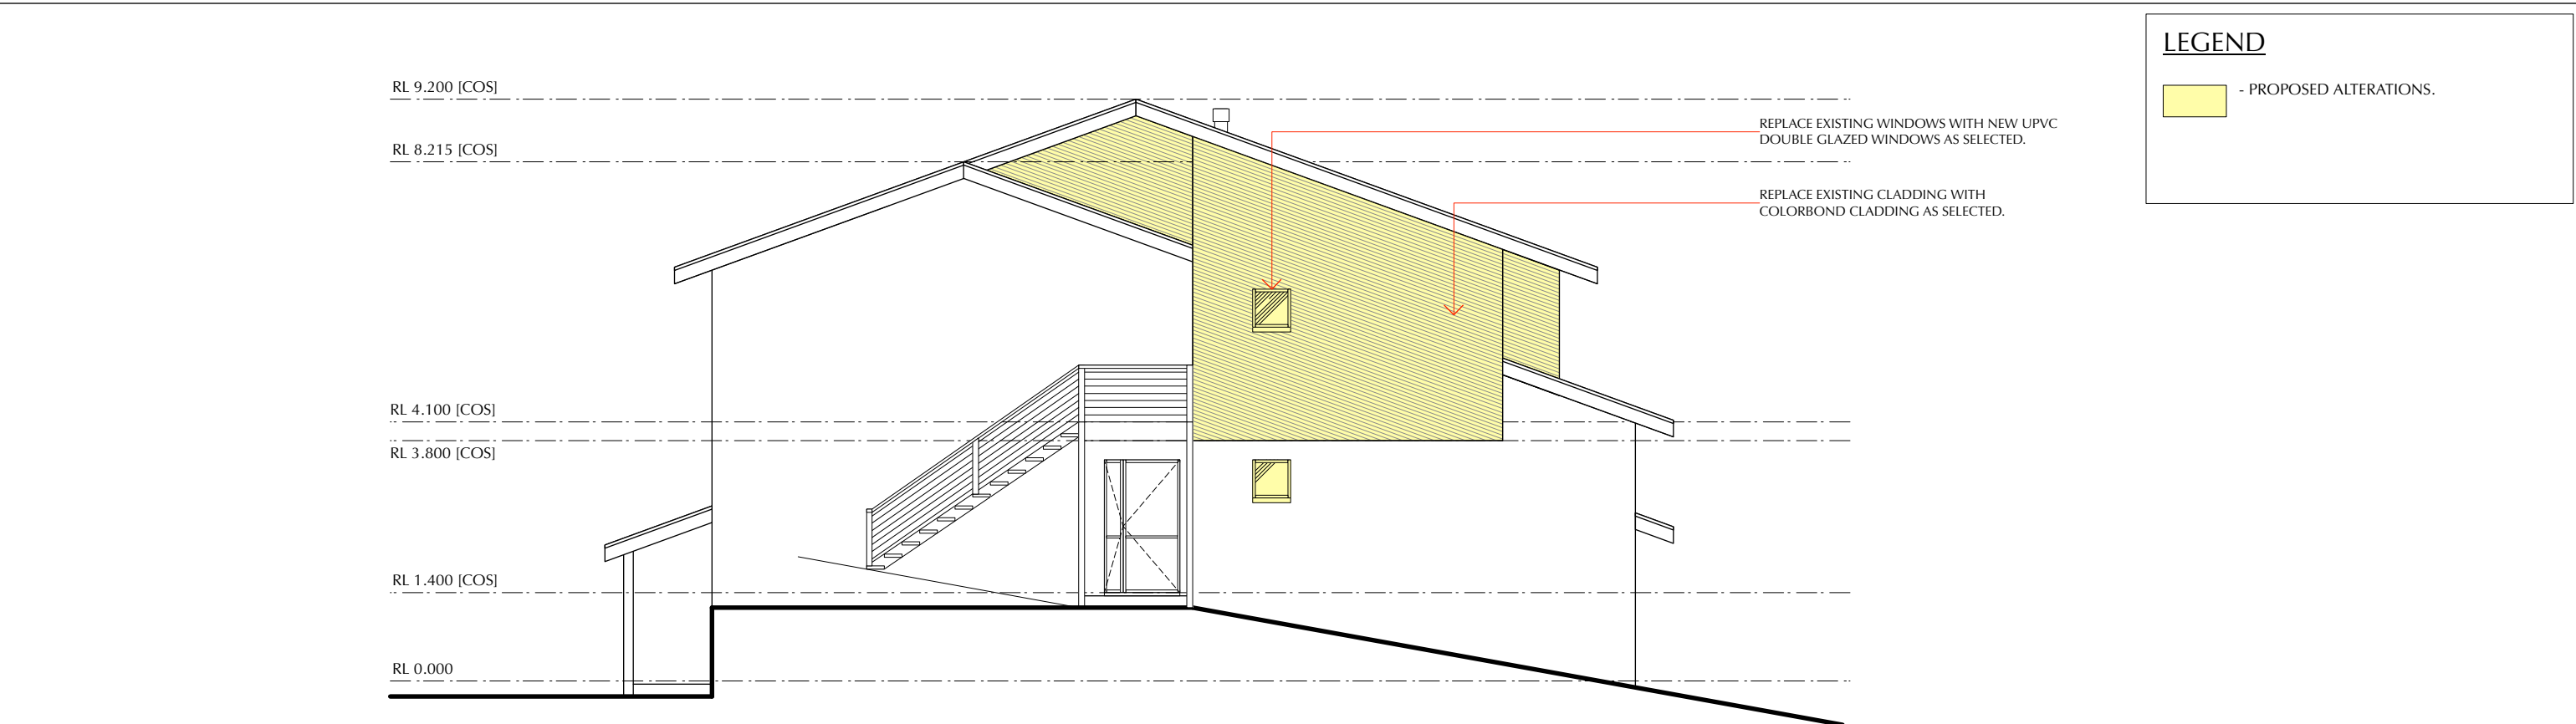 LEGEND
- PROPOSED ALTERATIONS.
RL 9.200 [COS]
RL 8.215 [COS]
REPLACE EXISTING WINDOWS WITH NEW UPVC
DOUBLE GLAZED WINDOWS AS SELECTED.
REPLACE EXISTING CLADDING WITH
COLORBOND CLADDING AS SELECTED.
RL 4.100 [COS]
RL 3.800 [COS]
RL 1.400 [COS]
RL 0.000